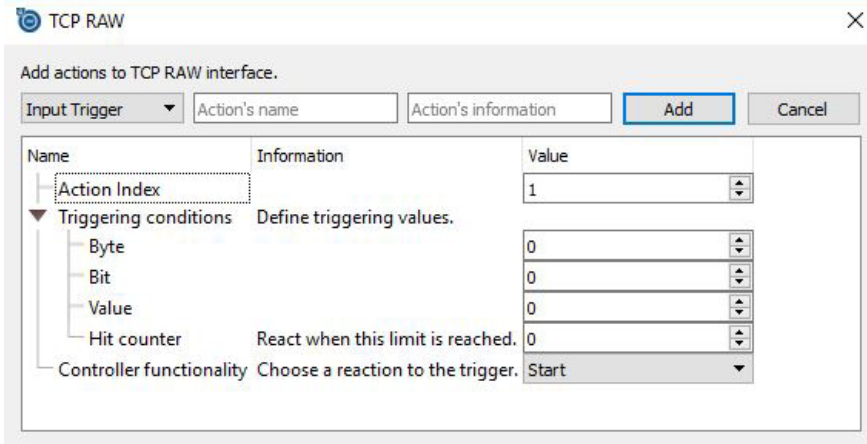 TCP RAW
Add actions to TCP RAW interface.
Input Trigger Action's name Action's information Add Cancel
Name Information Value
Action Index 1
Triggering conditions Define triggering values.
Byte 0
Bit 0
Value 0
Hit counter React when this limit is reached. 0
Controller functionality Choose a reaction to the trigger. Start